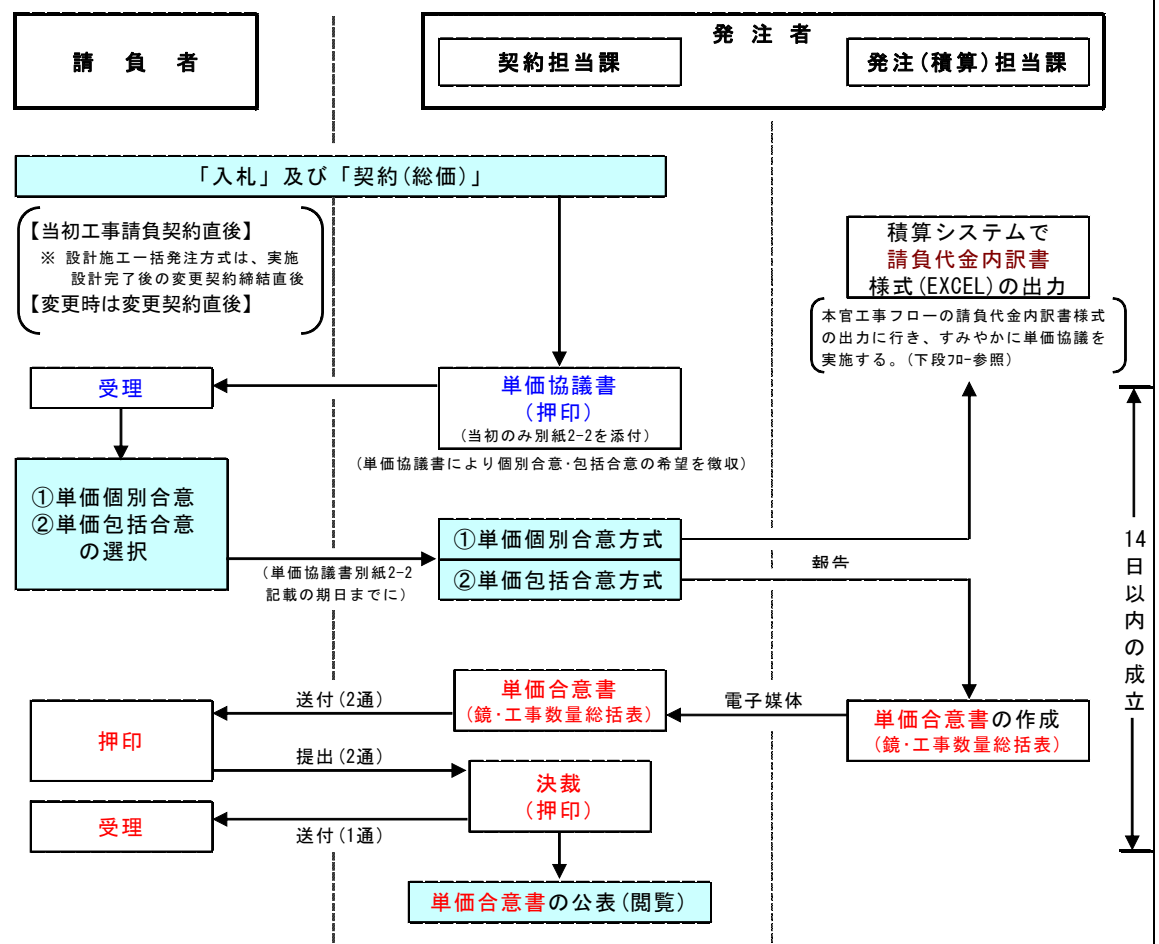 請負者
発注者
契約担当課
発注(積算)担当課
「入札」及び「契約(総価)」
【当初工事請負契約直後】
※ 設計施工一括発注方式は、実施
設計完了後の変更契約締結直後
【変更時は変更契約直後】
積算システムで
請負代金内訳書
様式(EXCEL)の出力
本官工事フローの請負代金内訳書様式
の出力に行き、すみやかに単価協議を
実施する。(下段フロー参照)
受理
単価協議書
(押印)
(当初のみ別紙2-2を添付)
(単価協議書により個別合意・包括合意の希望を徴収)
①単価個別合意
②単価包括合意
の選択
(単価協議書別紙2-2
記載の期日までに)
①単価個別合意方式
②単価包括合意方式
報告
14日以内の成立
押印
送付(2通)
単価合意書
(鏡・工事数量総括表)
電子媒体
単価合意書の作成
(鏡・工事数量総括表)
提出(2通)
決裁
(押印)
受理
送付(1通)
単価合意書の公表(閲覧)